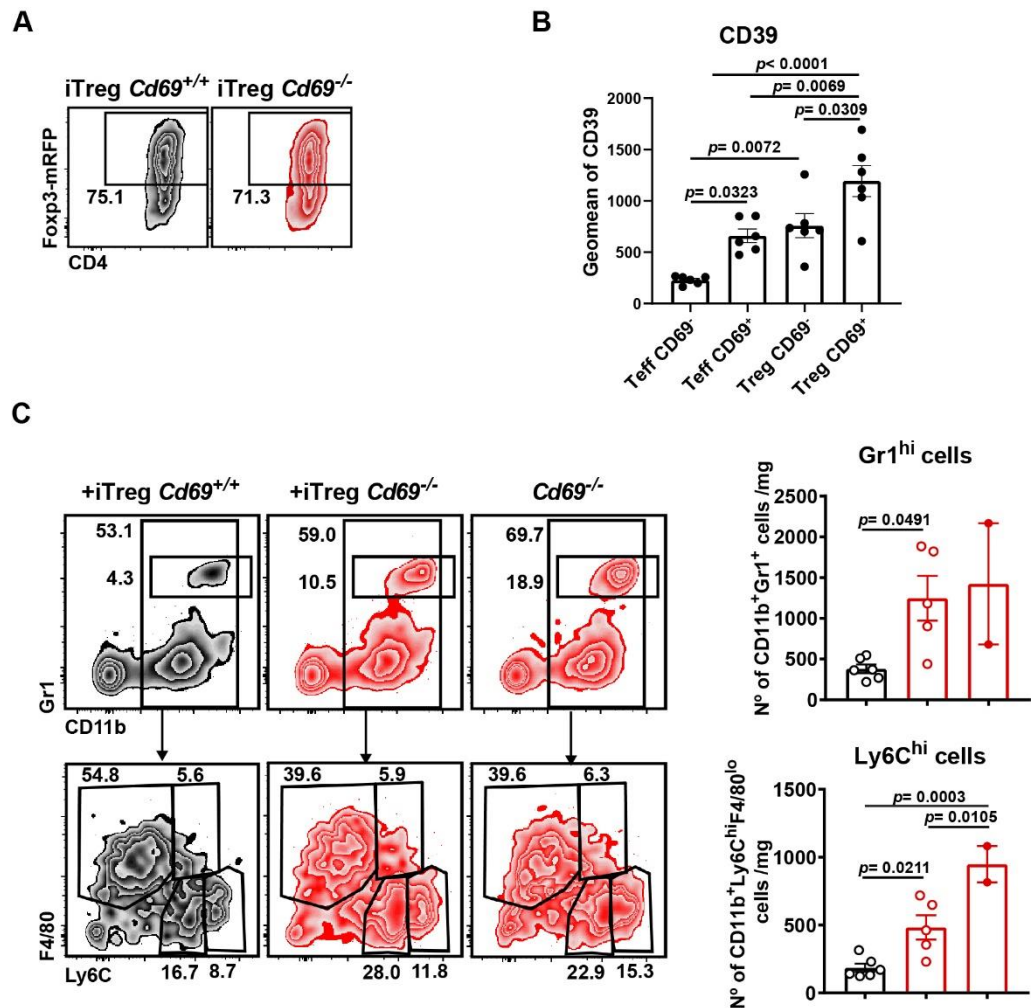 A
iTreg Cd69+/+ iTreg Cd69-/-
Foxp3-mRFP
75.1 71.3
CD4
B
CD39
p< 0.0001
p= 0.0069
p= 0.0309
p= 0.0072
p= 0.0323
Geomean of CD39
2000
1500
1000
500
0
Teff CD69-
Teff CD69+
Treg CD69-
Treg CD69+
C
+iTreg Cd69+/+ +iTreg Cd69-/- Cd69-/-
53.1 59.0 69.7
4.3 10.5 18.9
Gr1
CD11b
54.8 5.6 39.6 5.9 39.6 6.3
F4/80
Ly6C
16.7 8.7 28.0 11.8 22.9 15.3
Gr1hi cells
Nº of CD11b+Gr1+ cells /mg
2500
2000
1500
1000
500
0
p= 0.0491
Ly6Chi cells
Nº of CD11b+Ly6ChiF4/80lo
cells /mg
1500
1000
500
0
p= 0.0003
p= 0.0105
p= 0.0211